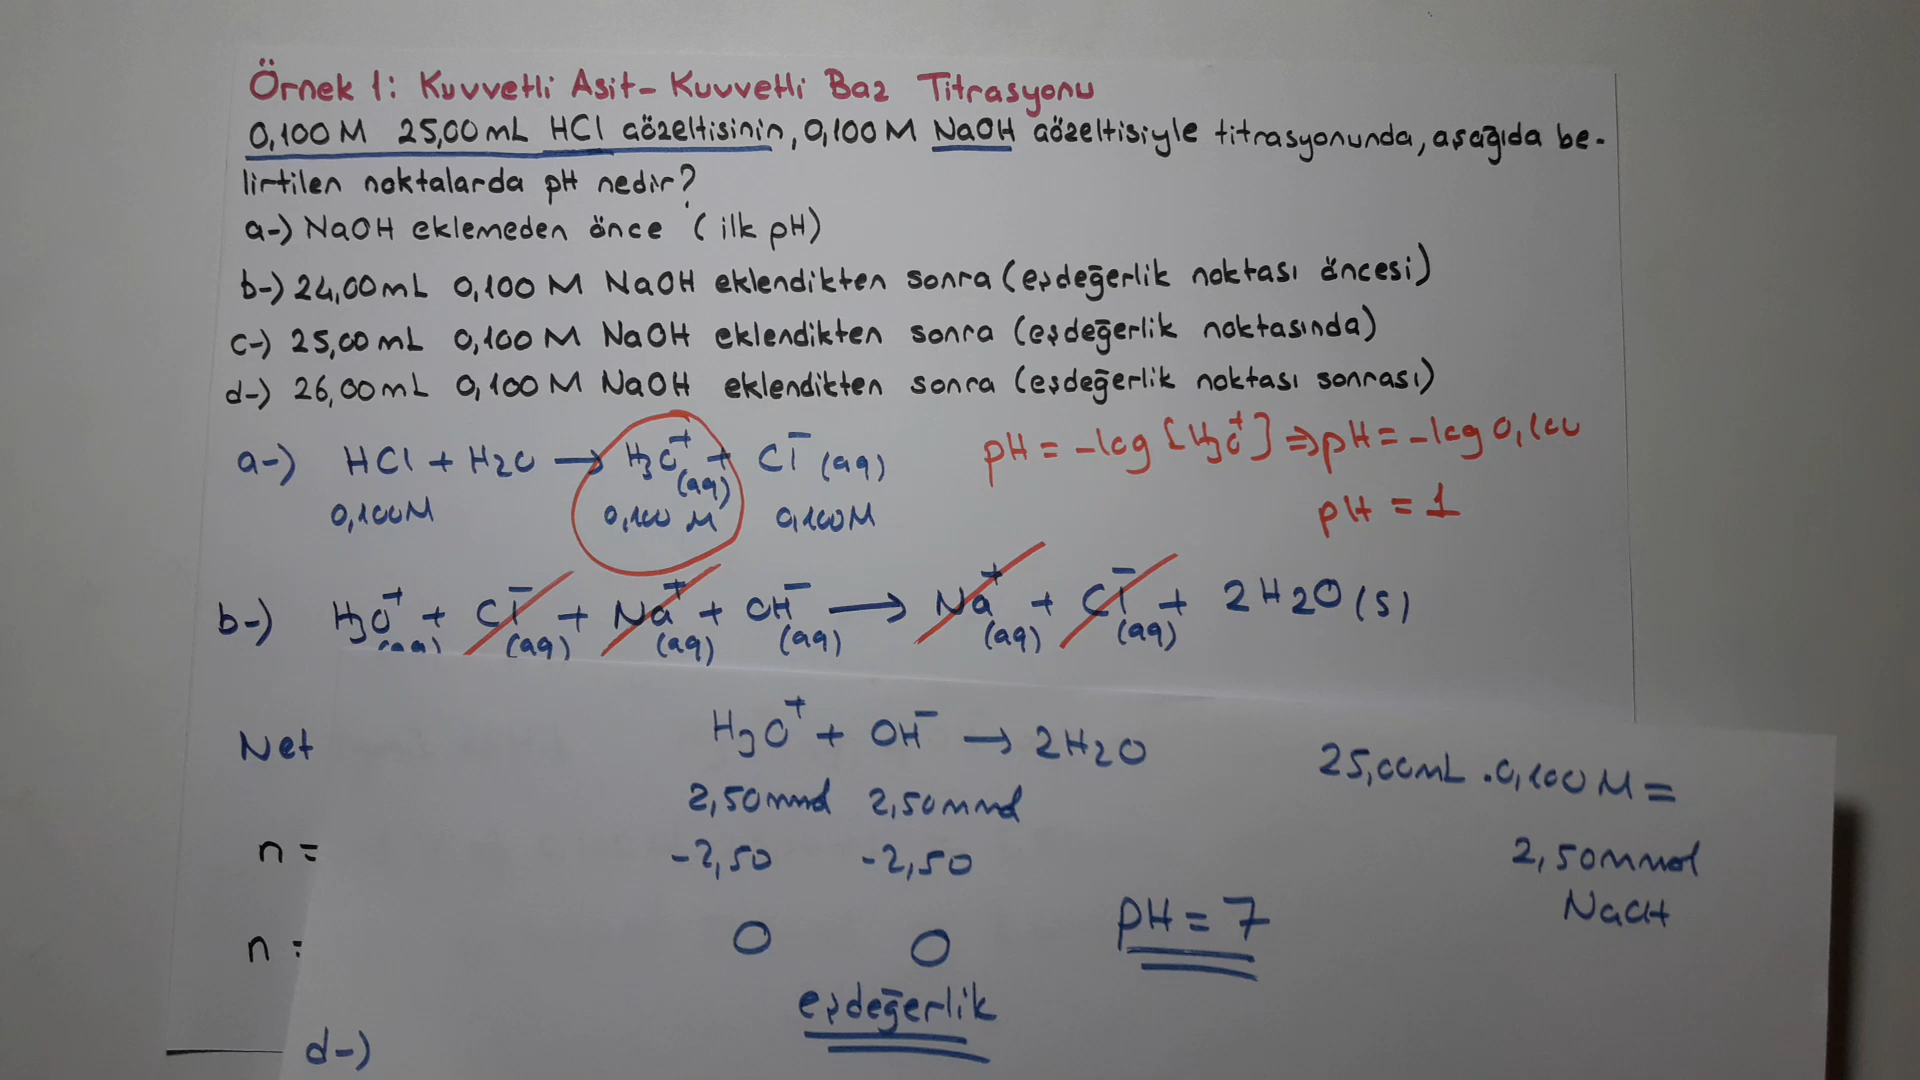 Örnek 1: Kuvvetli Asit-Kuvvetli Baz Titrasyonu
0,100 M 25,00 mL HCl çözeltisinin, 0,100 M NaOH çözeltisiyle titrasyonunda, aşağıda be-
lirtilen noktalarda pH nedir?
a-) NaOH eklemeden önce (ilk pH)
b-) 24,00 mL 0,100 M NaOH eklendikten sonra (eşdeğerlik noktası öncesi)
c-) 25,00 mL 0,100 M NaOH eklendikten sonra (eşdeğerlik noktasında)
d-) 26,00 mL 0,100 M NaOH eklendikten sonra (eşdeğerlik noktası sonrası)
a-) HCl + H2O → H3O+ (aq) + Cl- (aq) pH = -log [H3O+] ⇒ pH = -log 0,100
0,100M 0,100 M 0,100M pH = 1
b-) H3O+ (aq) + Cl- (aq) + Na+ (aq) + OH- (aq) → Na+ (aq) + Cl- (aq) + 2H2O (s)
Net H3O+ + OH- → 2H2O 25,00mL . 0,100 M =
2,50mmol 2,50mmol 2,50mmol
n = -2,50 -2,50 NaOH
n = 0 0 pH = 7
eşdeğerlik
d-)